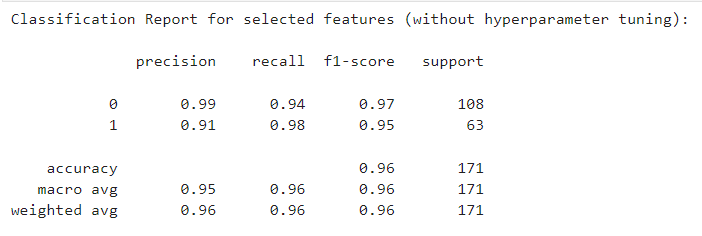 Classification Report for selected features (without hyperparameter tuning):
precision recall f1-score support
0 0.99 0.94 0.97 108
1 0.91 0.98 0.95 63
accuracy 0.96 171
macro avg 0.95 0.96 0.96 171
weighted avg 0.96 0.96 0.96 171